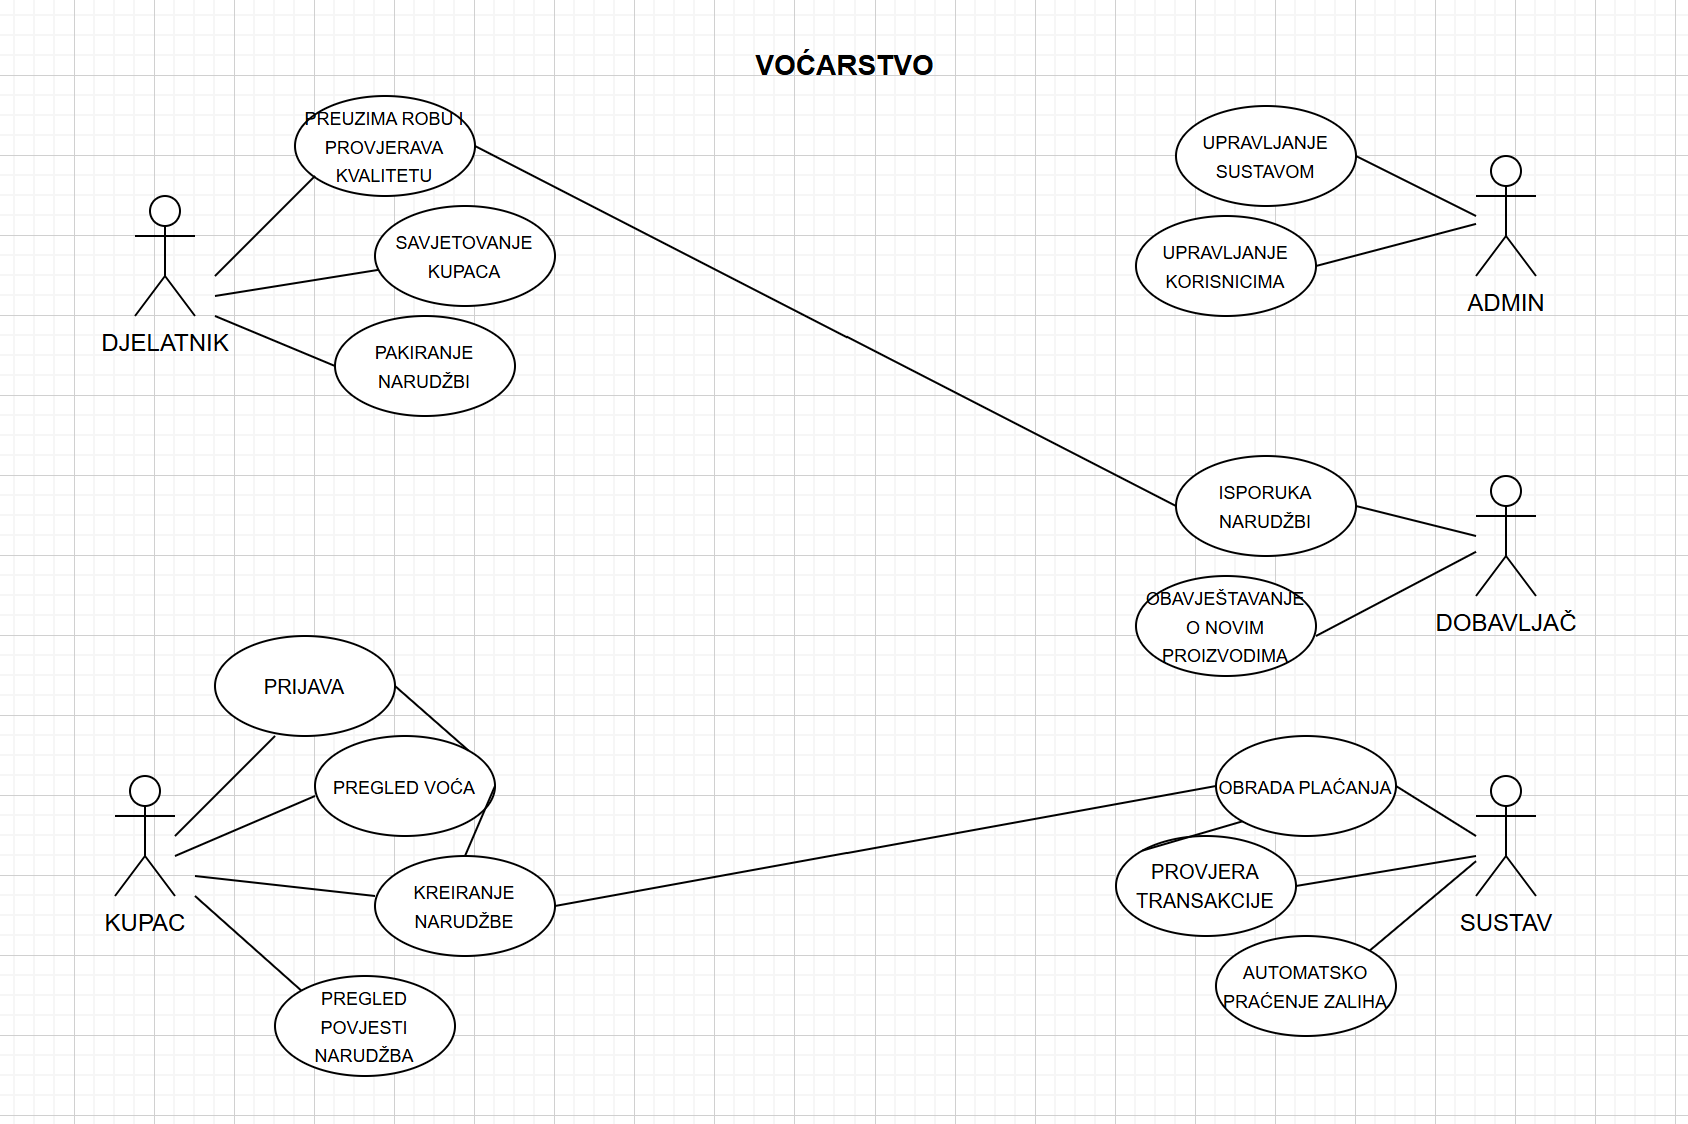 VOĆARSTVO
PREUZIMA ROBU I
PROVJERAVA
KVALITETU
SAVJETOVANJE
KUPACA
PAKIRANJE
NARUDŽBI
DJELATNIK
UPRAVLJANJE
SUSTAVOM
UPRAVLJANJE
KORISNICIMA
ADMIN
ISPORUKA
NARUDŽBI
OBAVJEŠTAVANJE
O NOVIM
PROIZVODIMA
DOBAVLJAČ
PRIJAVA
PREGLED VOĆA
KREIRANJE
NARUDŽBE
PREGLED
POVJESTI
NARUDŽBA
KUPAC
OBRADA PLAĆANJA
PROVJERA
TRANSAKCIJE
AUTOMATSKO
PRAĆENJE ZALIHA
SUSTAV